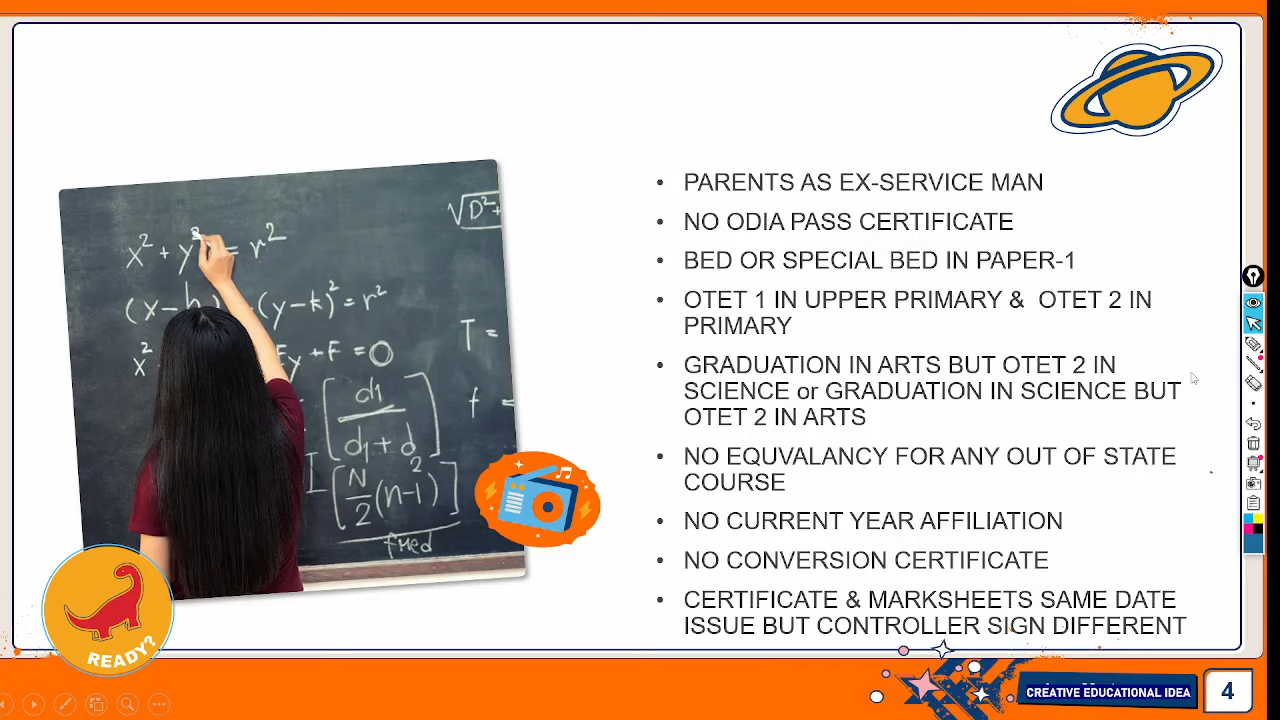 PARENTS AS EX-SERVICE MAN
NO ODIA PASS CERTIFICATE
BED OR SPECIAL BED IN PAPER-1
OTET 1 IN UPPER PRIMARY & OTET 2 IN
PRIMARY
GRADUATION IN ARTS BUT OTET 2 IN
SCIENCE or GRADUATION IN SCIENCE BUT
OTET 2 IN ARTS
NO EQUVALANCY FOR ANY OUT OF STATE
COURSE
NO CURRENT YEAR AFFILIATION
NO CONVERSION CERTIFICATE
CERTIFICATE & MARKSHEETS SAME DATE
ISSUE BUT CONTROLLER SIGN DIFFERENT
x² + y² = r²
(x – h) (y – k)² = r²
x² y + F = 0
d1
d1 + d2
N/2 (n-1)
T =
f =
READY?
CREATIVE EDUCATIONAL IDEA
4